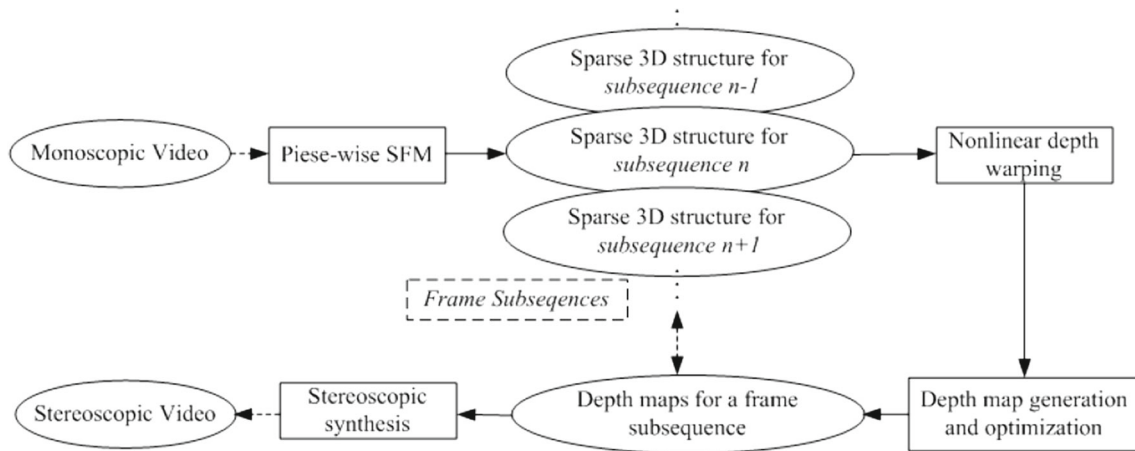 Sparse 3D structure for
subsequence n-1
Monoscopic Video
Piese-wise SFM
Sparse 3D structure for
subsequence n
Nonlinear depth
warping
Sparse 3D structure for
subsequence n+1
Frame Subseqences
Stereoscopic Video
Stereoscopic
synthesis
Depth maps for a frame
subsequence
Depth map generation
and optimization